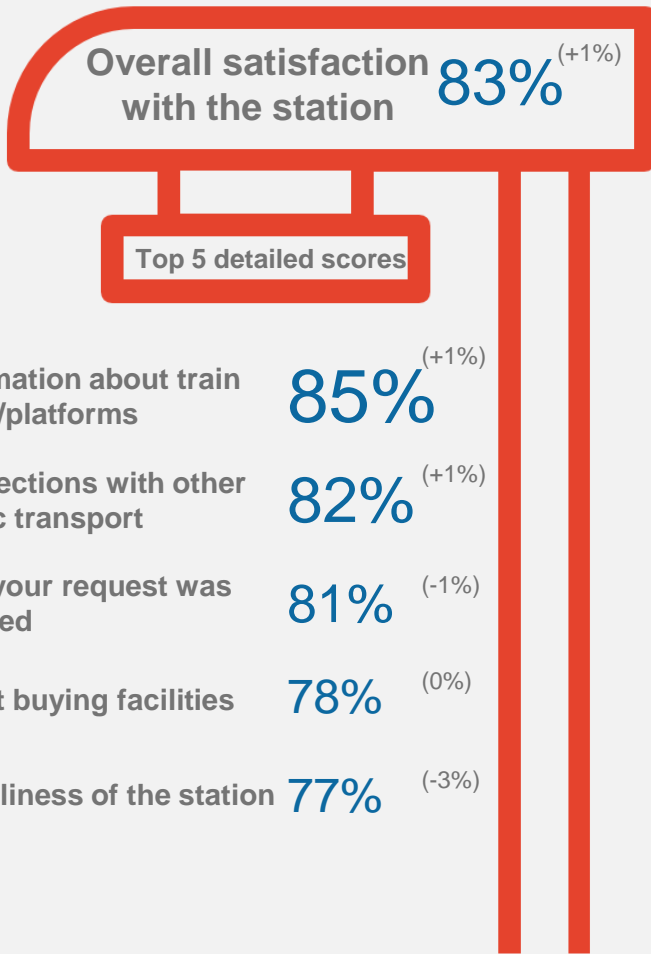 Overall satisfaction 83% (+1%)
with the station
Top 5 detailed scores
mation about train
/platforms
85% (+1%)
ections with other
c transport
82% (+1%)
your request was
ed
81% (-1%)
t buying facilities 78% (0%)
liness of the station 77% (-3%)